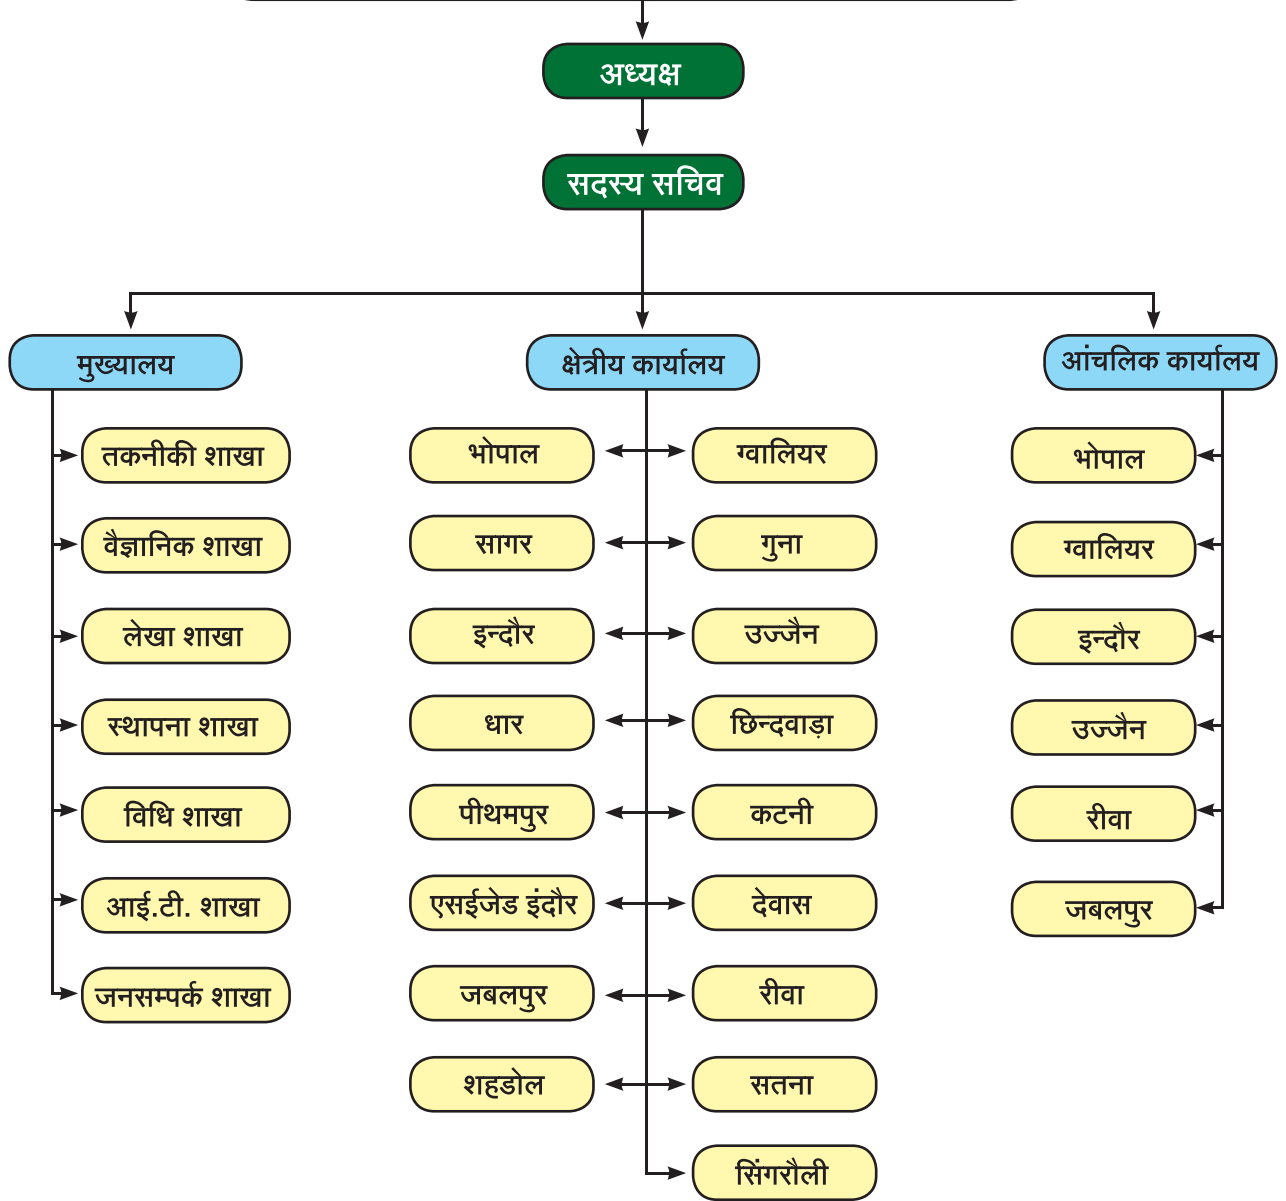 अध्यक्ष
सदस्य सचिव
मुख्यालय
तकनीकी शाखा
वैज्ञानिक शाखा
लेखा शाखा
स्थापना शाखा
विधि शाखा
आई.टी. शाखा
जनसम्पर्क शाखा
क्षेत्रीय कार्यालय
भोपाल
ग्वालियर
सागर
गुना
इन्दौर
उज्जैन
धार
छिन्दवाड़ा
पीथमपुर
कटनी
एसईजेड इंदौर
देवास
जबलपुर
रीवा
शहडोल
सतना
सिंगरौली
आंचलिक कार्यालय
भोपाल
ग्वालियर
इन्दौर
उज्जैन
रीवा
जबलपुर